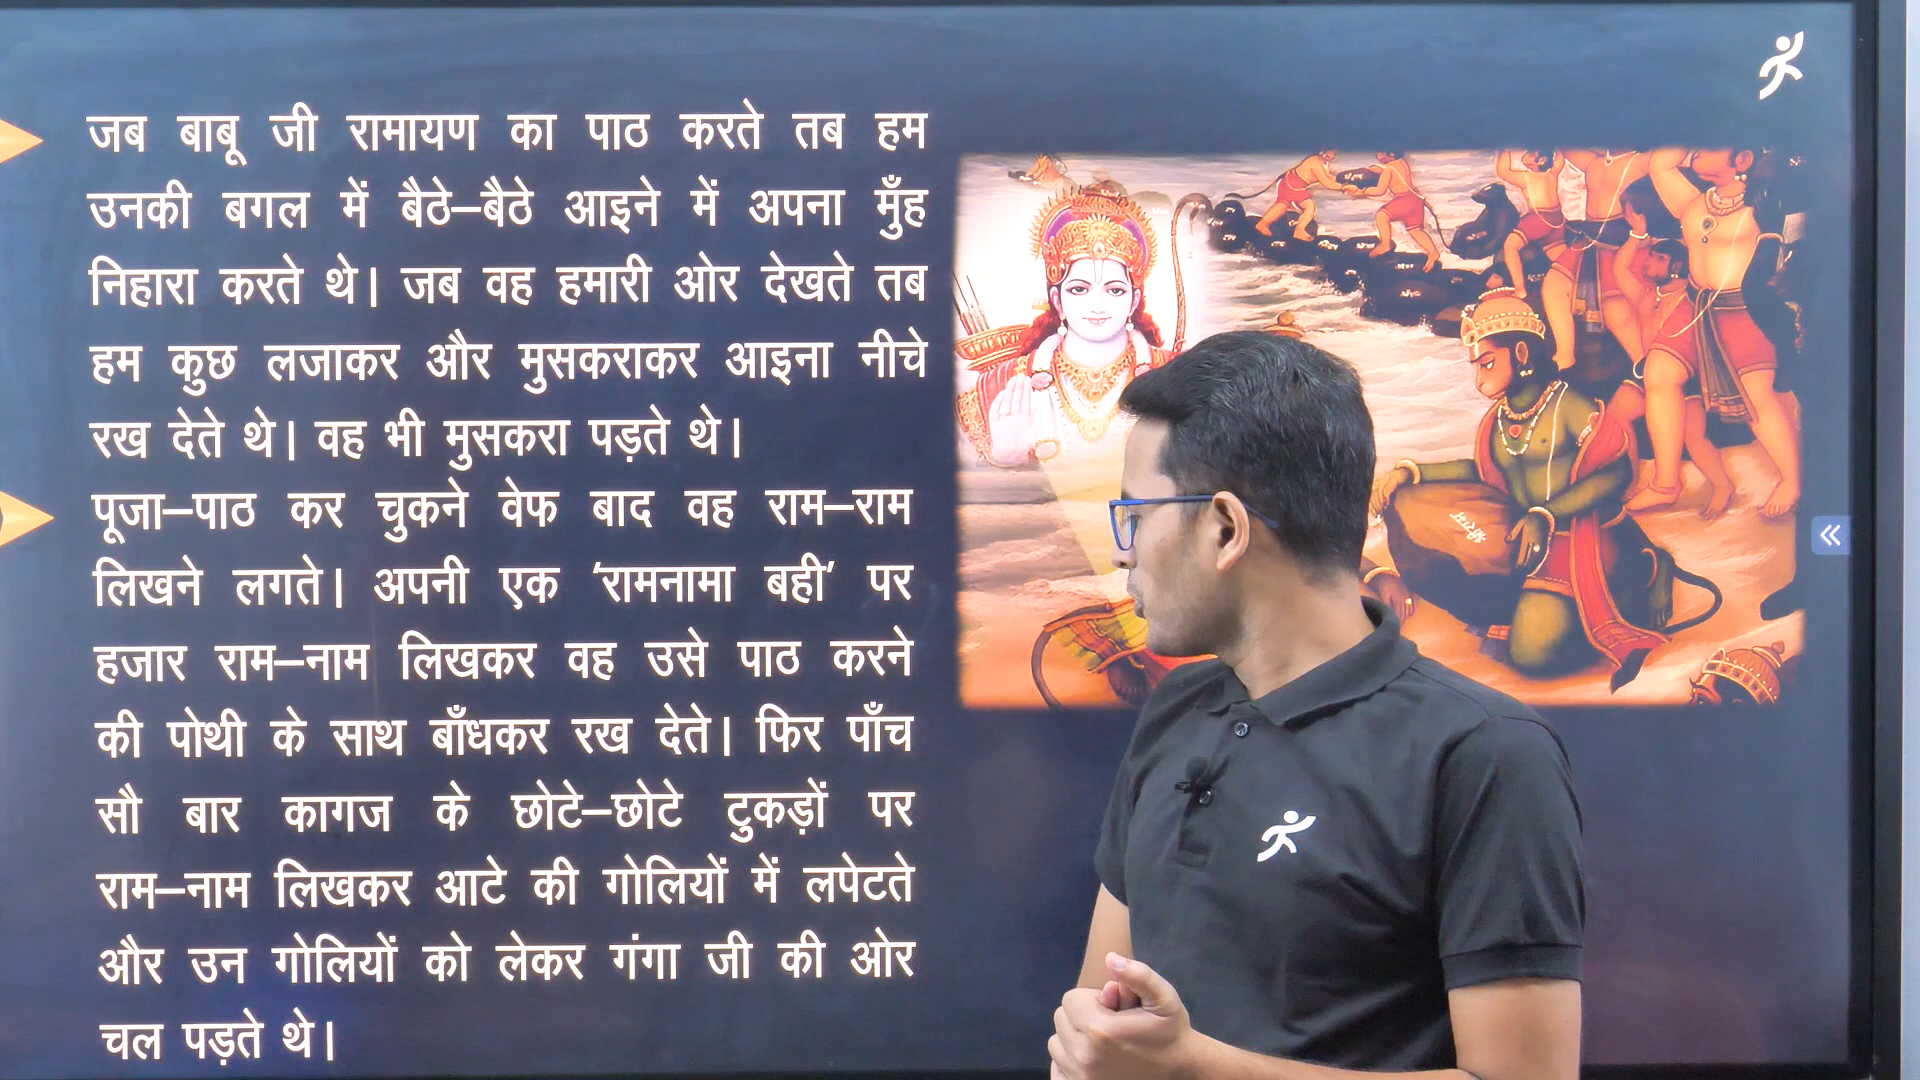 जब बाबू जी रामायण का पाठ करते तब हम
उनकी बगल में बैठे–बैठे आइने में अपना मुँह
निहारा करते थे। जब वह हमारी ओर देखते तब
हम कुछ लजाकर और मुसकराकर आइना नीचे
रख देते थे। वह भी मुसकरा पड़ते थे।
पूजा–पाठ कर चुकने वेफ बाद वह राम–राम
लिखने लगते। अपनी एक ‘रामनामा बही’ पर
हजार राम–नाम लिखकर वह उसे पाठ करने
की पोथी के साथ बाँधकर रख देते। फिर पाँच
सौ बार कागज के छोटे–छोटे टुकड़ों पर
राम–नाम लिखकर आटे की गोलियों में लपेटते
और उन गोलियों को लेकर गंगा जी की ओर
चल पड़ते थे।